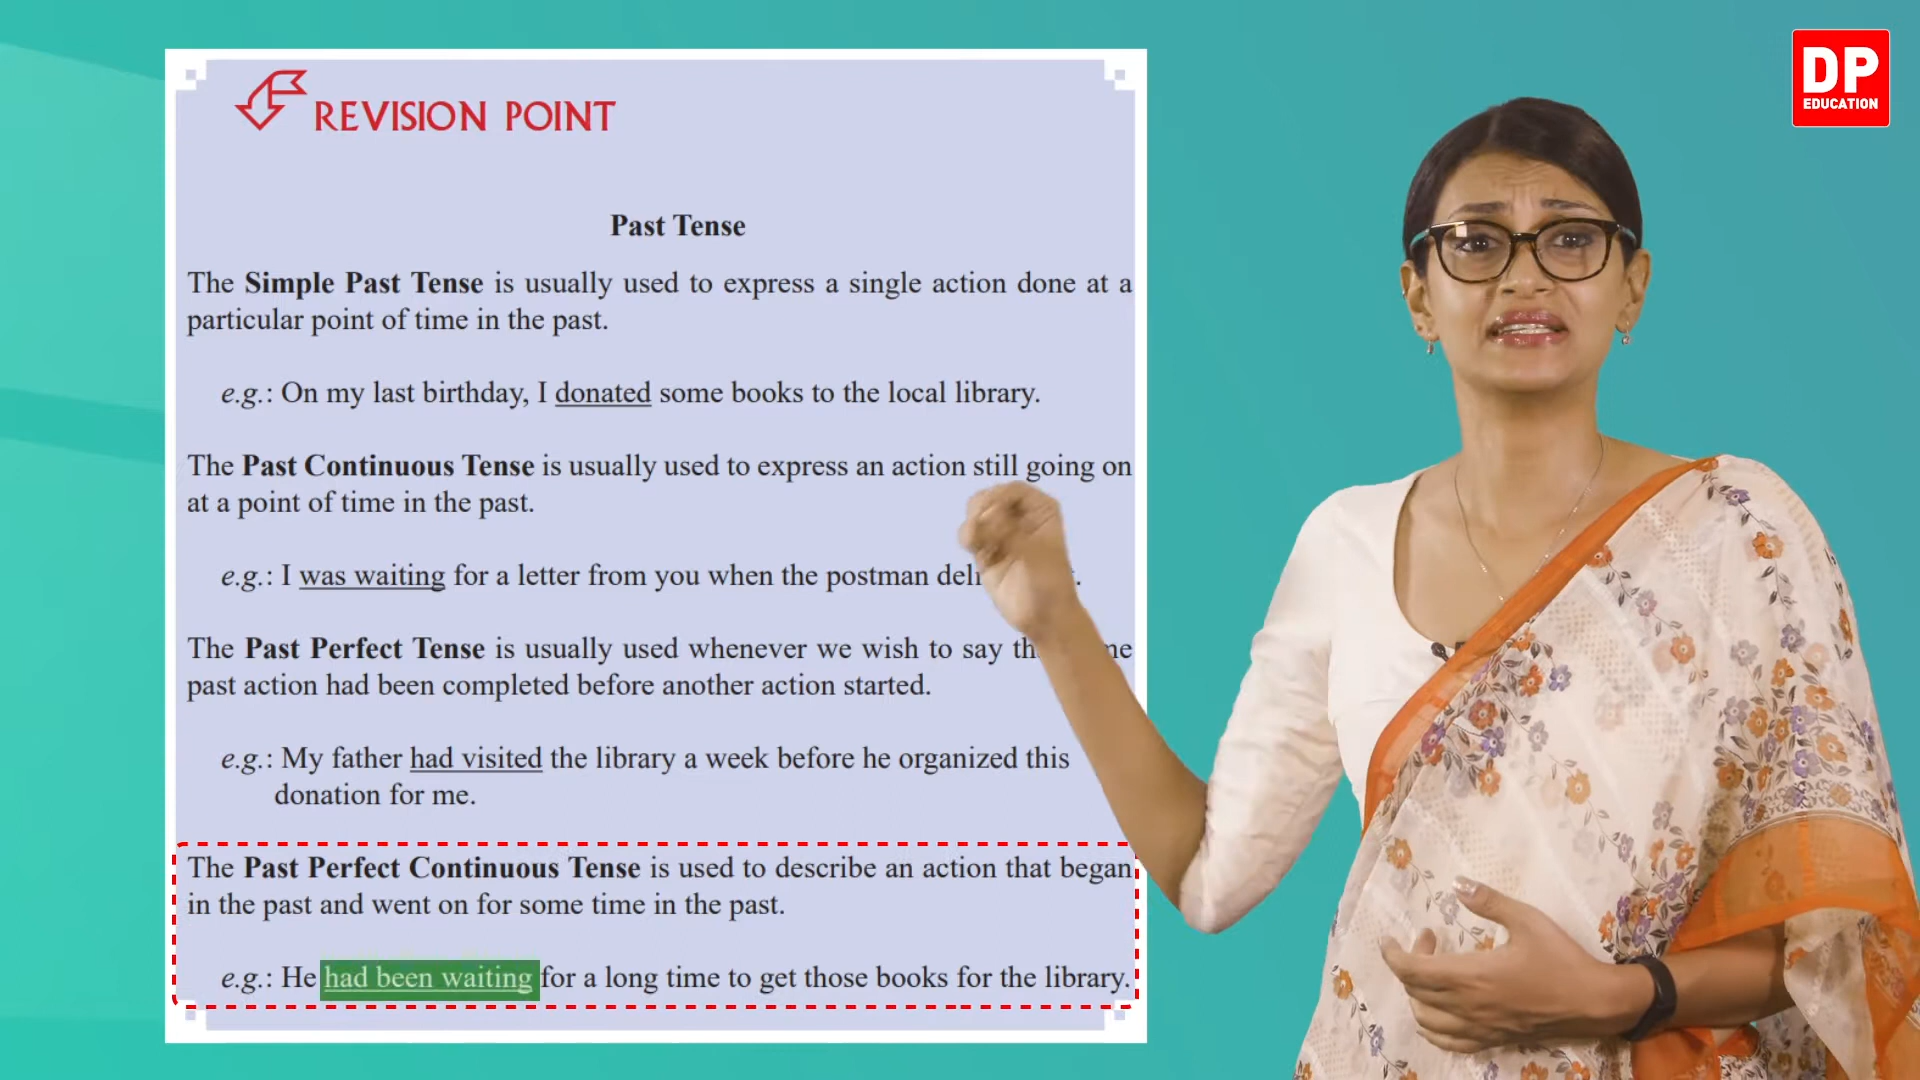 DP
EDUCATION
REVISION POINT
Past Tense
The Simple Past Tense is usually used to express a single action done at a
particular point of time in the past.
e.g.: On my last birthday, I donated some books to the local library.
The Past Continuous Tense is usually used to express an action still going on
at a point of time in the past.
e.g.: I was waiting for a letter from you when the postman
The Past Perfect Tense is usually used whenever we wish to say
past action had been completed before another action started.
e.g.: My father had visited the library a week before he organized this
donation for me.
The Past Perfect Continuous Tense is used to describe an action that began
in the past and went on for some time in the past.
e.g.: He had been waiting for a long time to get those books for the library.